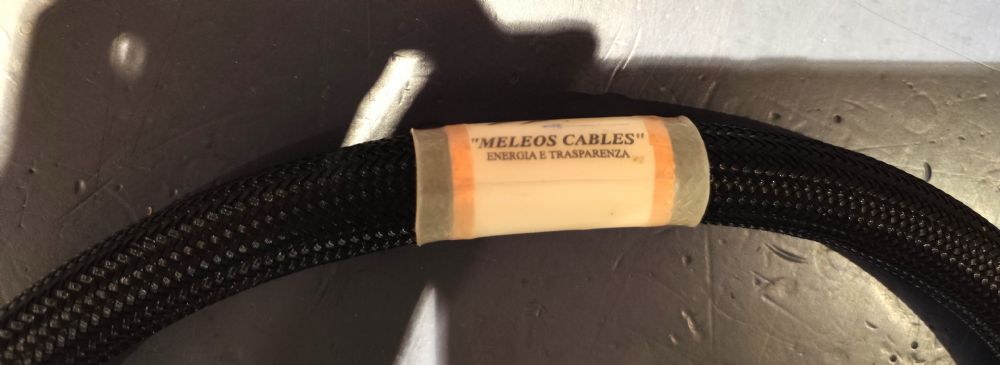 "MELEOS CABLES"
ENERGIA E TRASPARENZA